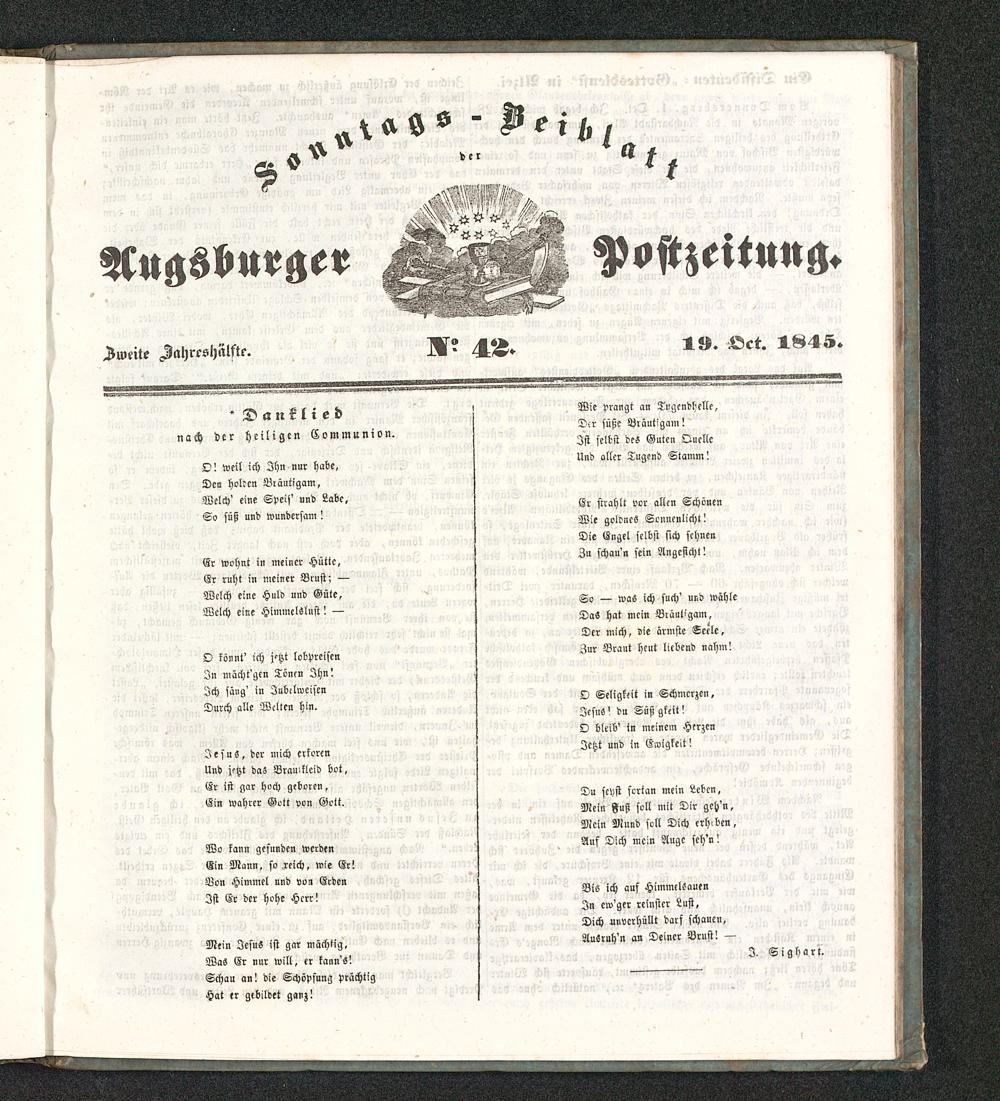 Sonntags-Beiblatt
der
Augsburger Postzeitung.
Zweite Jahreshälfte. No. 42. 19. Oct. 1845.
Danklied
nach der heiligen Communion.
O! weil ich Ihn nur habe,
Den holden Bräutigam,
Welch' eine Speis' und Labe,
So süß und wundersam!
Er wohnt in meiner Hütte,
Er ruht in meiner Brust; —
Welch eine Huld und Güte,
Welch eine Himmelslust! —
O könnt' ich jetzt lobpreisen
In mächt'gen Tönen Ihn!
Ich säng' in Jubelweisen
Durch alle Welten hin.
Jesus, der mich erkoren
Und jetzt das Brautkleid bot,
Er ist gar hoch geboren,
Ein wahrer Gott von Gott.
Wo kann gefunden werden
Ein Mann, so reich, wie Er!
Von Himmel und von Erden
Ist Er der hohe Herr!
Mein Jesus ist gar mächtig,
Was Er nur will, er kann's!
Schau an! die Schöpfung prächtig
Hat er gebildet ganz!
Wie prangt an Tugendhelle,
Der süße Bräutigam!
Ist selbst des Guten Quelle
Und aller Tugend Stamm!
Er strahlt vor allen Schönen
Wie goldnes Sonnenlicht!
Die Engel selbst sich sehnen
Zu schau'n sein Angesicht!
So — was ich such' und wähle
Das hat mein Bräutigam,
Der mich, die ärmste Seele,
Zur Braut heut liebend nahm!
O Seligkeit in Schmerzen,
Jesus! du Süßigkeit!
O bleib' in meinem Herzen
Jetzt und in Ewigkeit!
Du seyst fortan mein Leben,
Mein Fuß soll mit Dir geh'n,
Mein Mund soll Dich erheben,
Auf Dich mein Auge seh'n!
Bis ich auf Himmelsauen
In ew'ger reinster Lust,
Dich unverhüllt darf schauen,
Ausruh'n an Deiner Brust! —
J. Sighart.